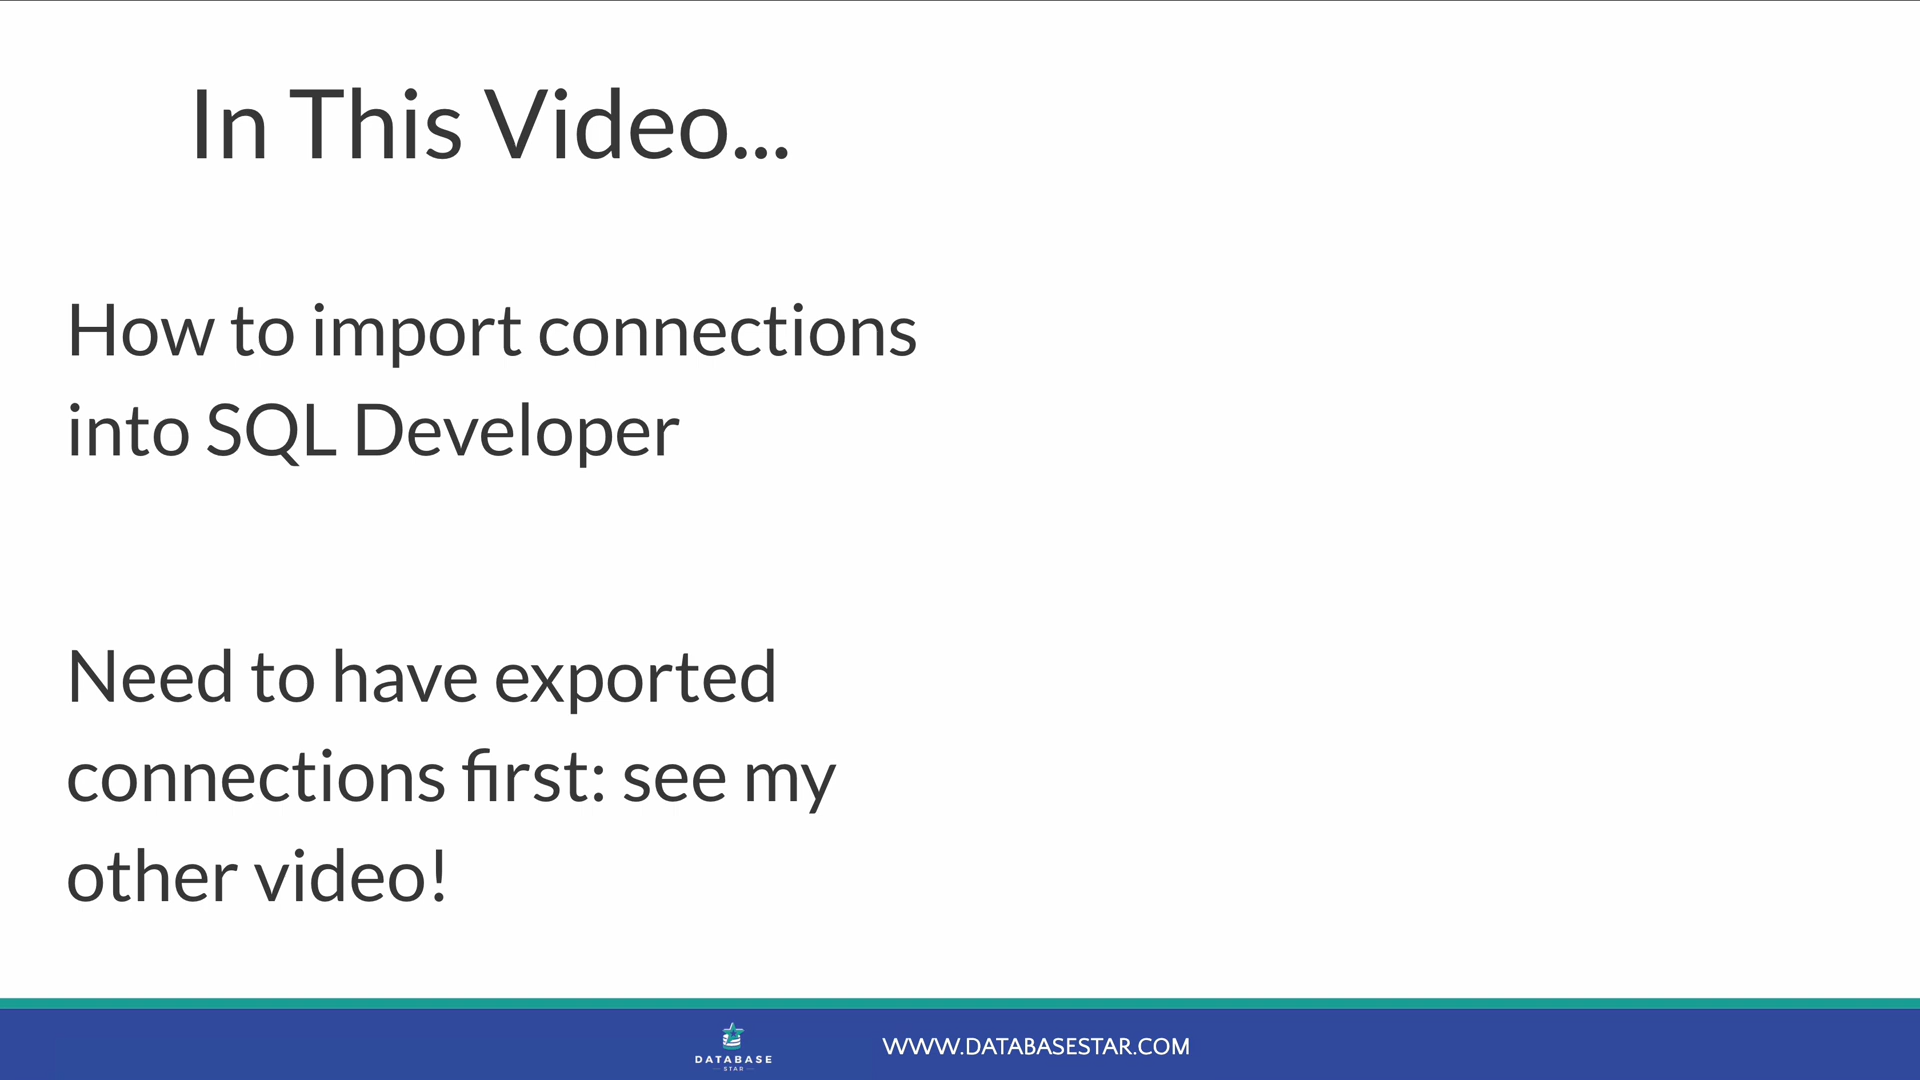 In This Video...
How to import connections
into SQL Developer
Need to have exported
connections first: see my
other video!
DATABASE
STAR
WWW.DATABASESTAR.COM